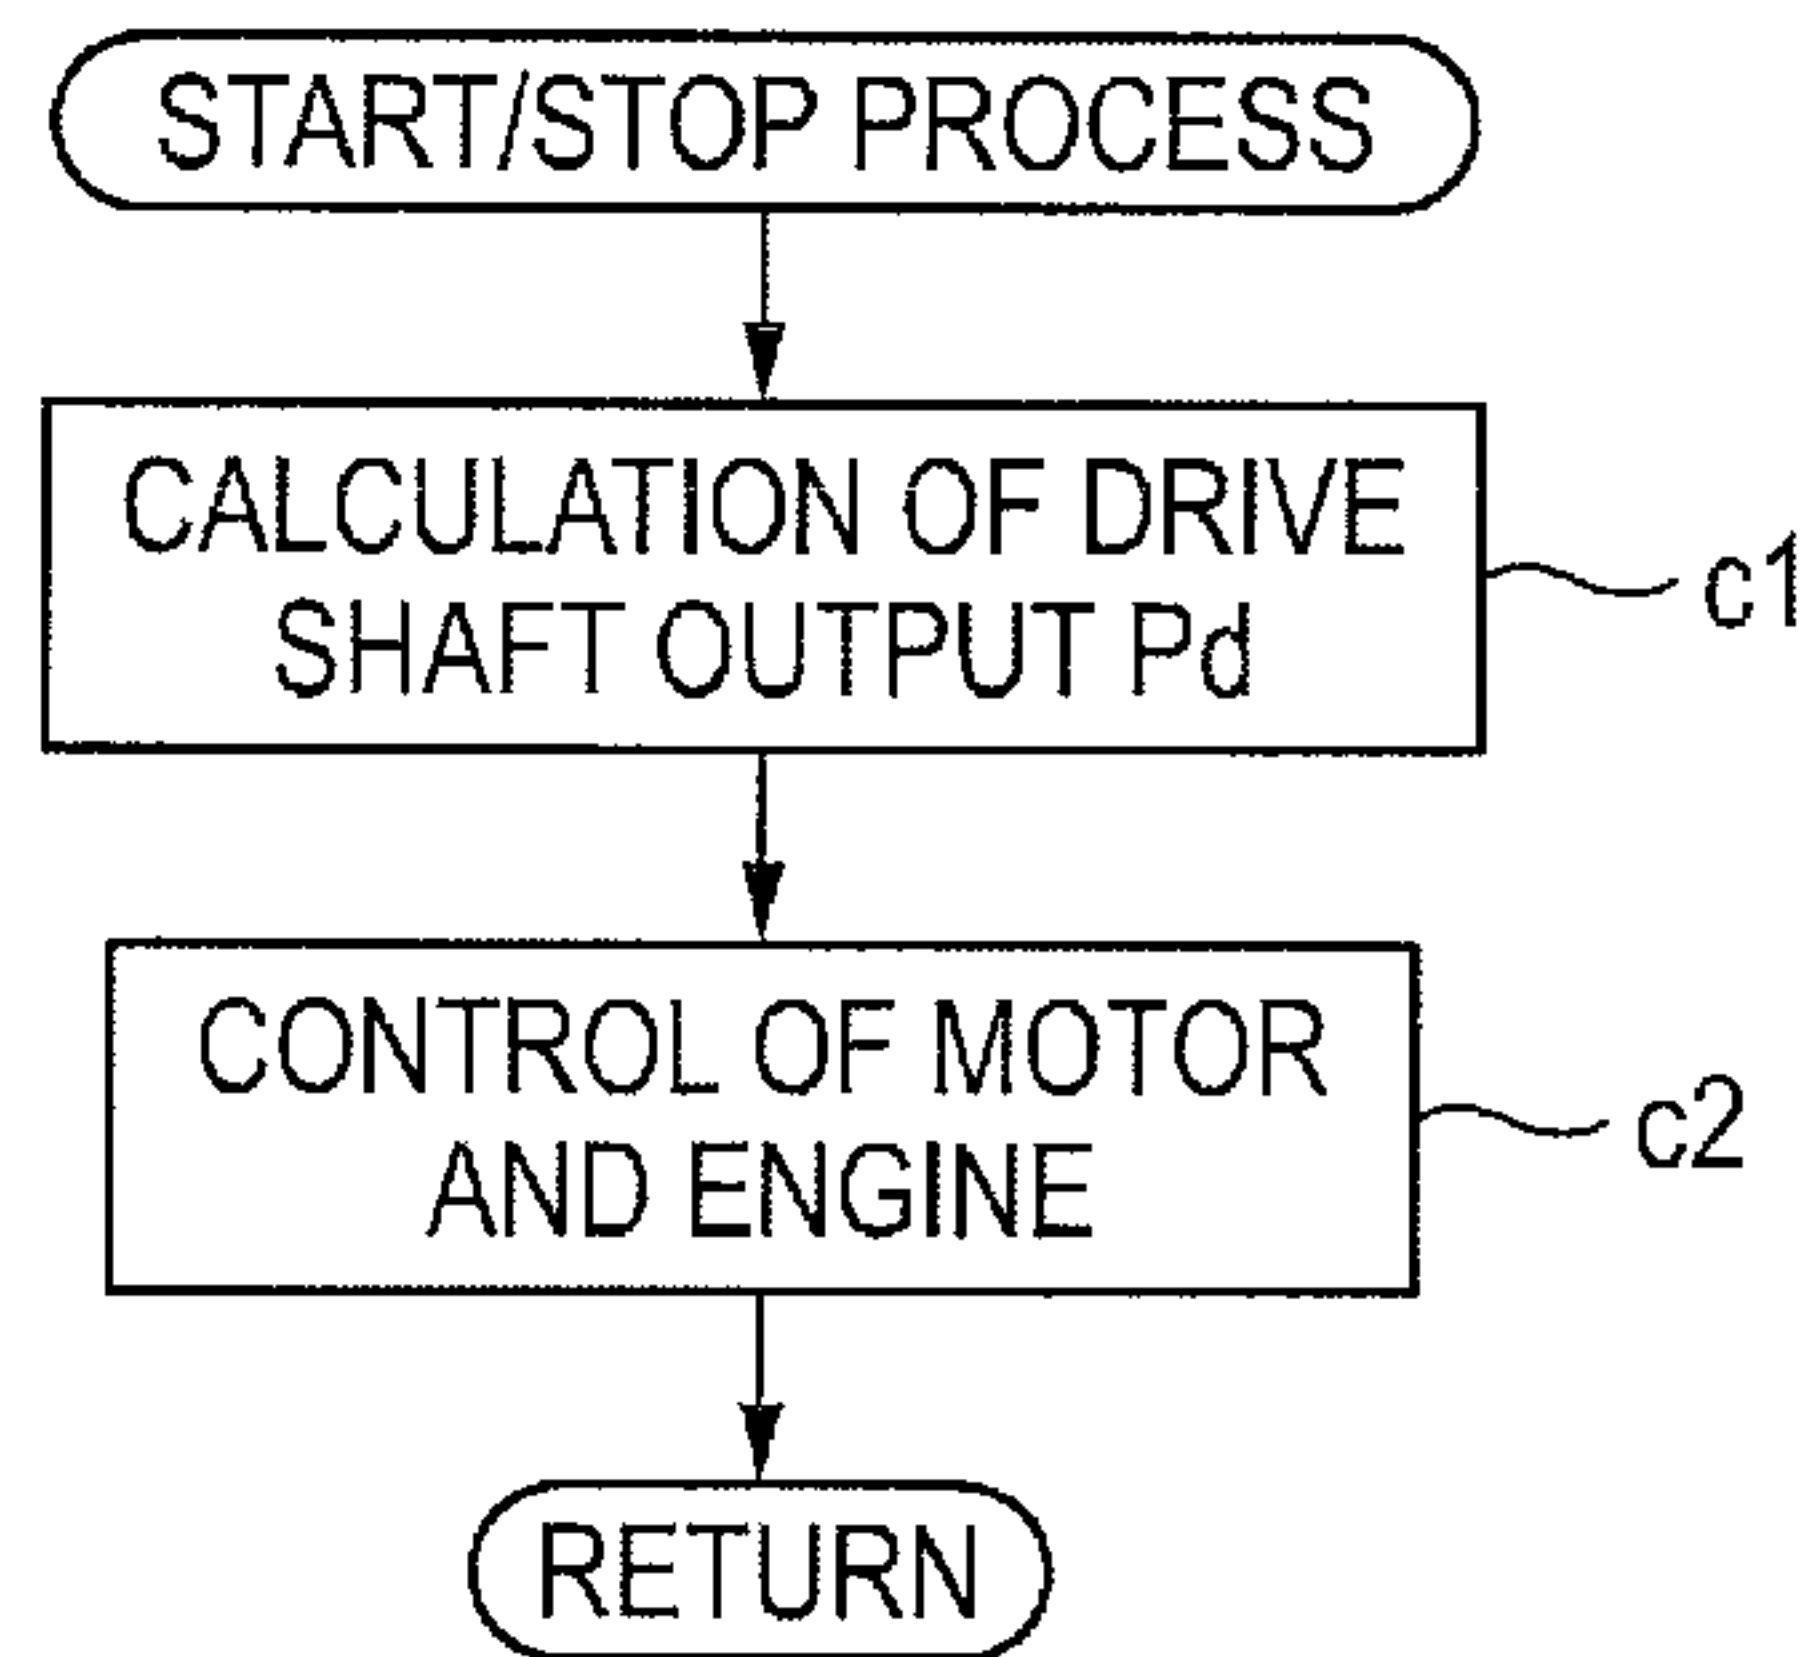 START/STOP PROCESS
CALCULATION OF DRIVE
SHAFT OUTPUT Pd
c1
CONTROL OF MOTOR
AND ENGINE
c2
RETURN